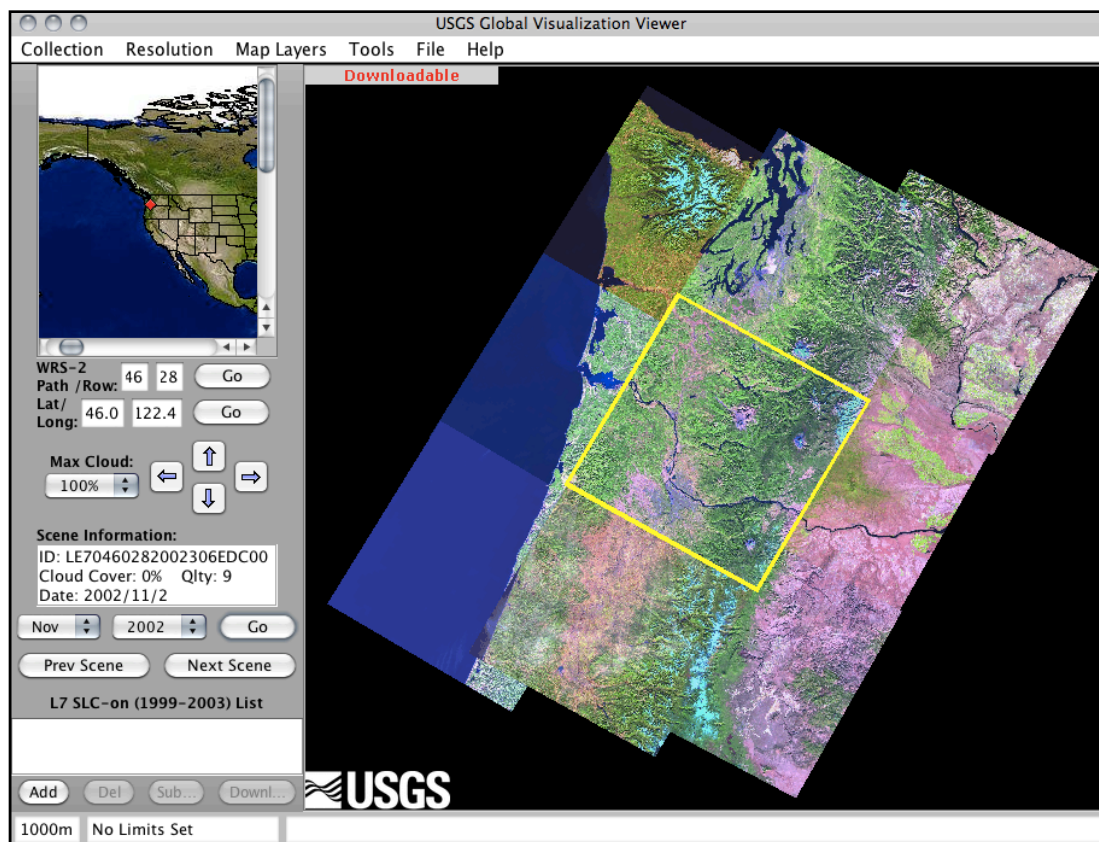 USGS Global Visualization Viewer
Collection Resolution Map Layers Tools File Help
Downloadable
WRS-2
Path /Row: 46 28 Go
Lat/
Long: 46.0 122.4 Go
Max Cloud:
100%
Scene Information:
ID: LE70460282002306EDC00
Cloud Cover: 0% Qlty: 9
Date: 2002/11/2
Nov 2002 Go
Prev Scene Next Scene
L7 SLC-on (1999-2003) List
Add Del Sub... Downl...
USGS
1000m No Limits Set